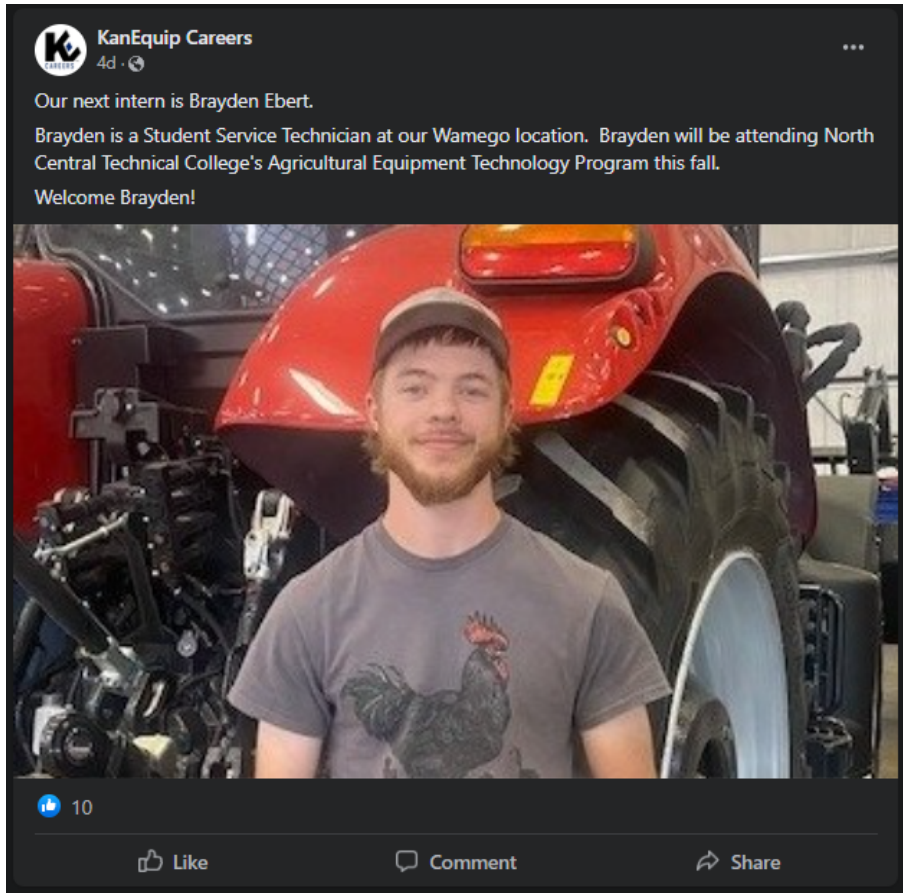 KanEquip Careers
4d
Our next intern is Brayden Ebert.
Brayden is a Student Service Technician at our Wamego location.  Brayden will be attending North
Central Technical College's Agricultural Equipment Technology Program this fall.
Welcome Brayden!
K
CAREERS
10
Like
Comment
Share